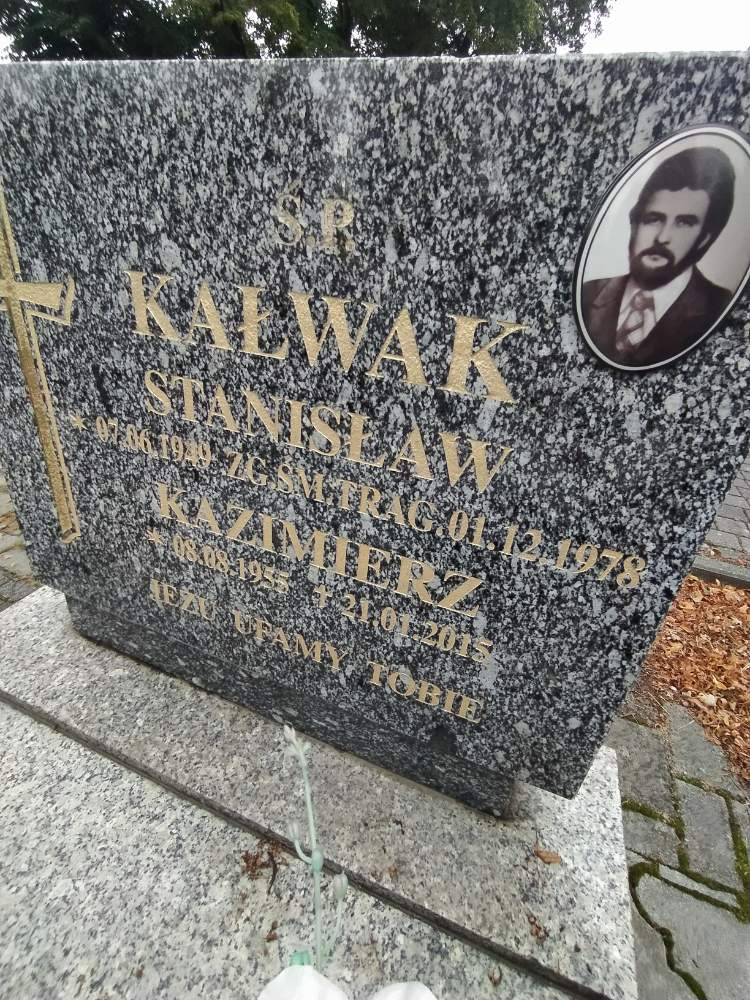 Ś.P.
KAŁWAK
STANISŁAW
* 07.06.1949 ZG.ŚM.TRAG.01.12.1978
KAZIMIERZ
* 08.08.1955 † 21.01.2015
JEZU UFAMY TOBIE